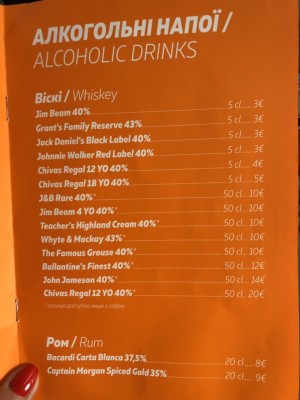 АЛКОГОЛЬНІ НАПОЇ /
ALCOHOLIC DRINKS
Віскі / Whiskey
Jim Beam 40% 5 cl.... 3€
Grant's Family Reserve 43% 5 cl.... 3€
Jack Daniel's Black Label 40% 5 cl.... 3€
Johnnie Walker Red Label 40% 5 cl.... 3€
Chivas Regal 12 YO 40% 5 cl.... 4€
Chivas Regal 18 YO 40% 5 cl.... 5€
J&B Rare 40%* 50 cl... 10€
Jim Beam 4 YO 40%* 50 cl... 10€
Teacher's Highland Cream 40%* 50 cl... 10€
Whyte & Mackay 43%* 50 cl... 10€
The Famous Grouse 40%* 50 cl... 10€
Ballantine's Finest 40%* 50 cl... 12€
John Jameson 40%* 50 cl... 14€
Chivas Regal 12 YO 40%* 50 cl... 20€
* позиція доступна лише з собою
Ром / Rum
Bacardi Carta Blanca 37,5% 20 cl.... 8€
Captain Morgan Spiced Gold 35% 20 cl.... 9€